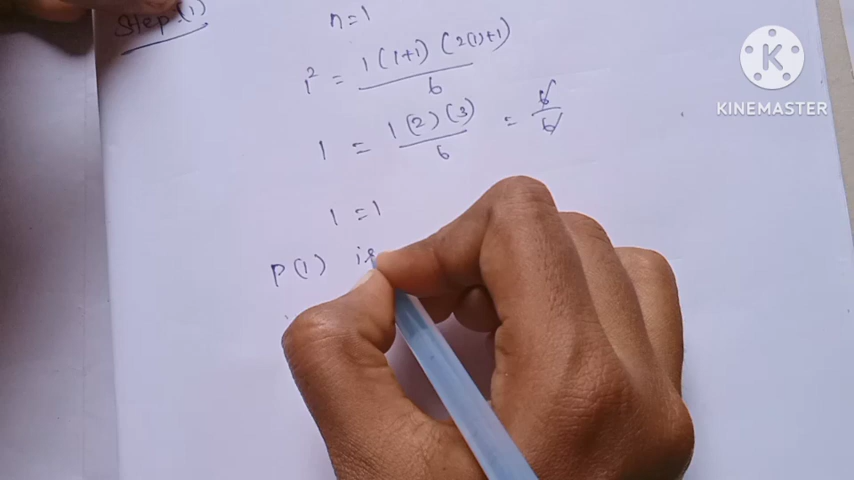 Step (1)
n=1
1² = 1(1+1) (2(1)+1) / 6
1 = 1(2)(3) / 6 = 6/6
1 = 1
P(1) is
KINEMASTER